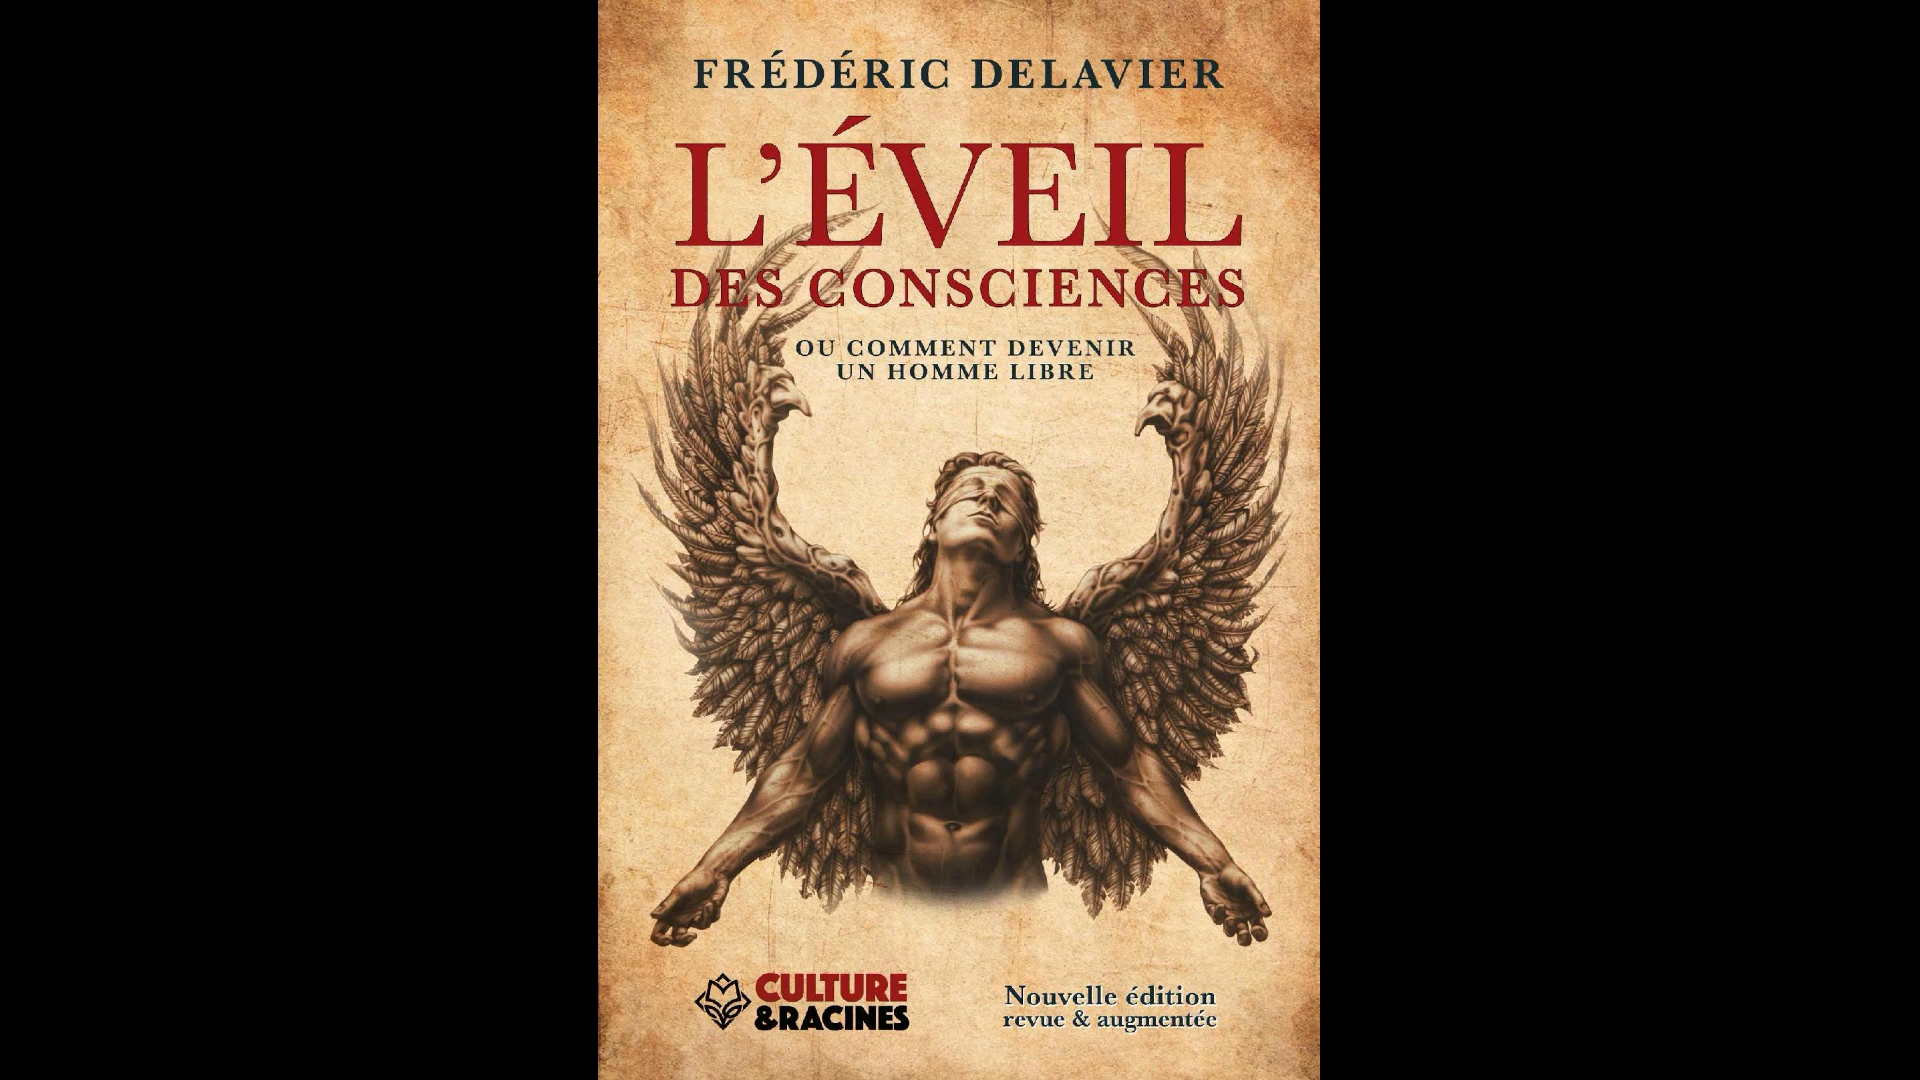 FRÉDÉRIC DELAVIER
L'ÉVEIL
DES CONSCIENCES
OU COMMENT DEVENIR
UN HOMME LIBRE
CULTURE
&RACINES
Nouvelle édition
revue & augmentée